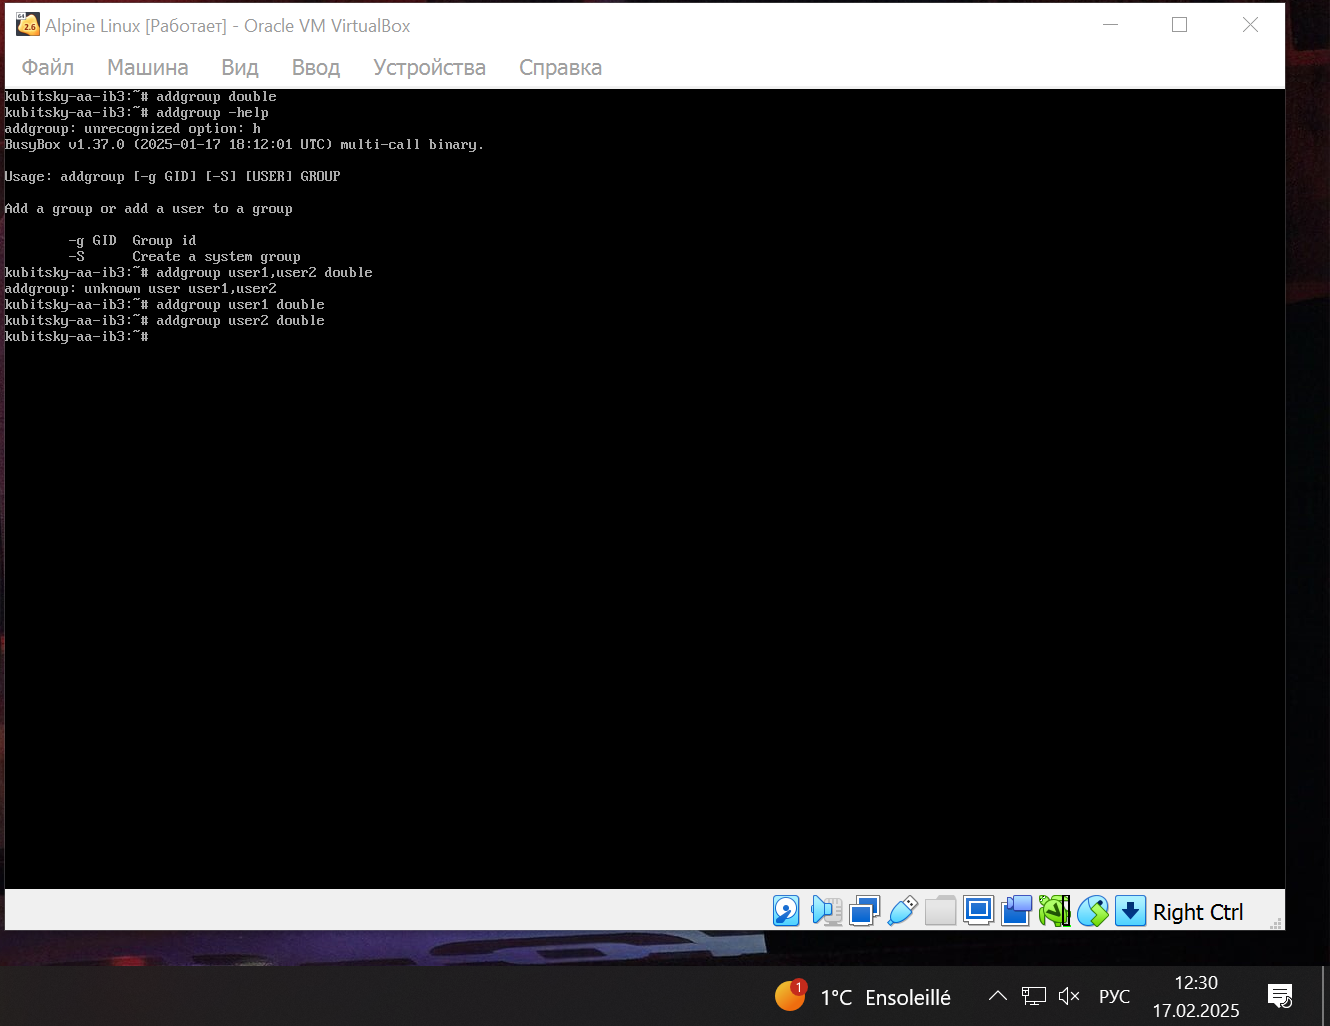 64
2.6
Alpine Linux [Работает] - Oracle VM VirtualBox
Файл Машина Вид Ввод Устройства Справка
kubitsky-aa-ib3:~# addgroup double
kubitsky-aa-ib3:~# addgroup -help
addgroup: unrecognized option: h
BusyBox v1.37.0 (2025-01-17 18:12:01 UTC) multi-call binary.
Usage: addgroup [-g GID] [-S] [USER] GROUP
Add a group or add a user to a group
-g GID Group id
-S Create a system group
kubitsky-aa-ib3:~# addgroup user1,user2 double
addgroup: unknown user user1,user2
kubitsky-aa-ib3:~# addgroup user1 double
kubitsky-aa-ib3:~# addgroup user2 double
kubitsky-aa-ib3:~#
Right Ctrl
1
1°C Ensoleillé
РУС
12:30
17.02.2025